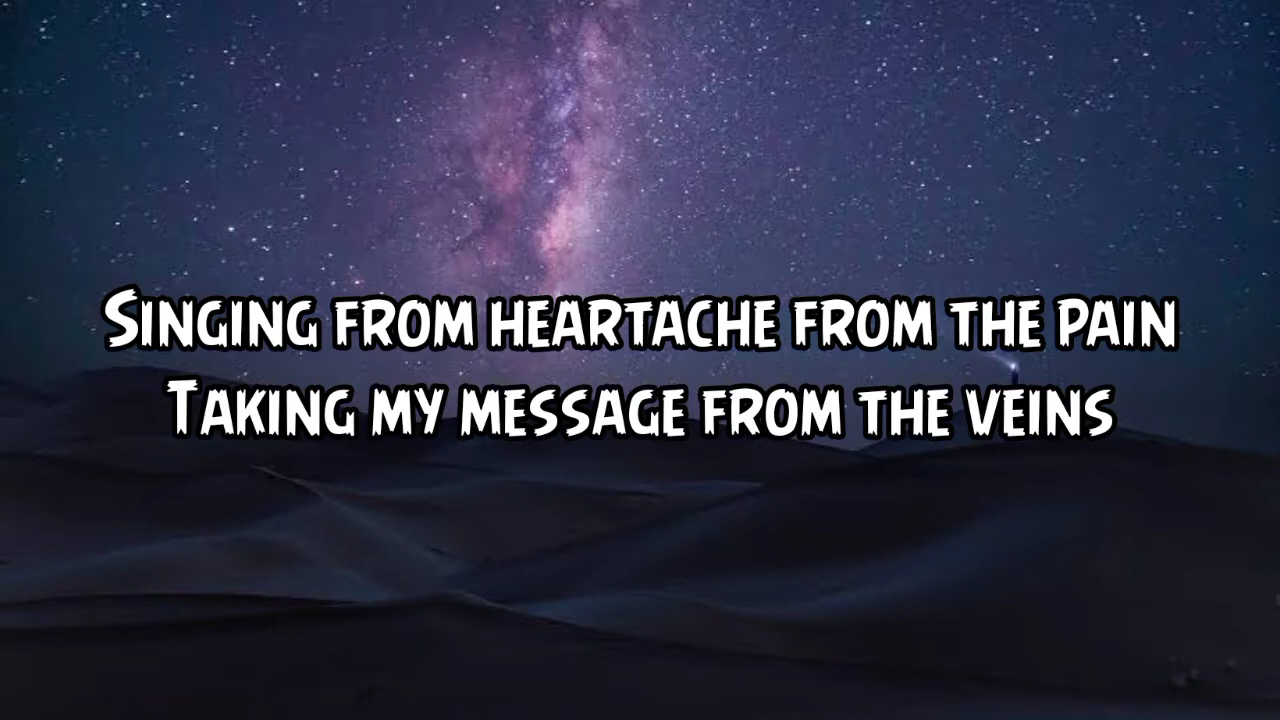 Singing from heartache from the pain
Taking my message from the veins